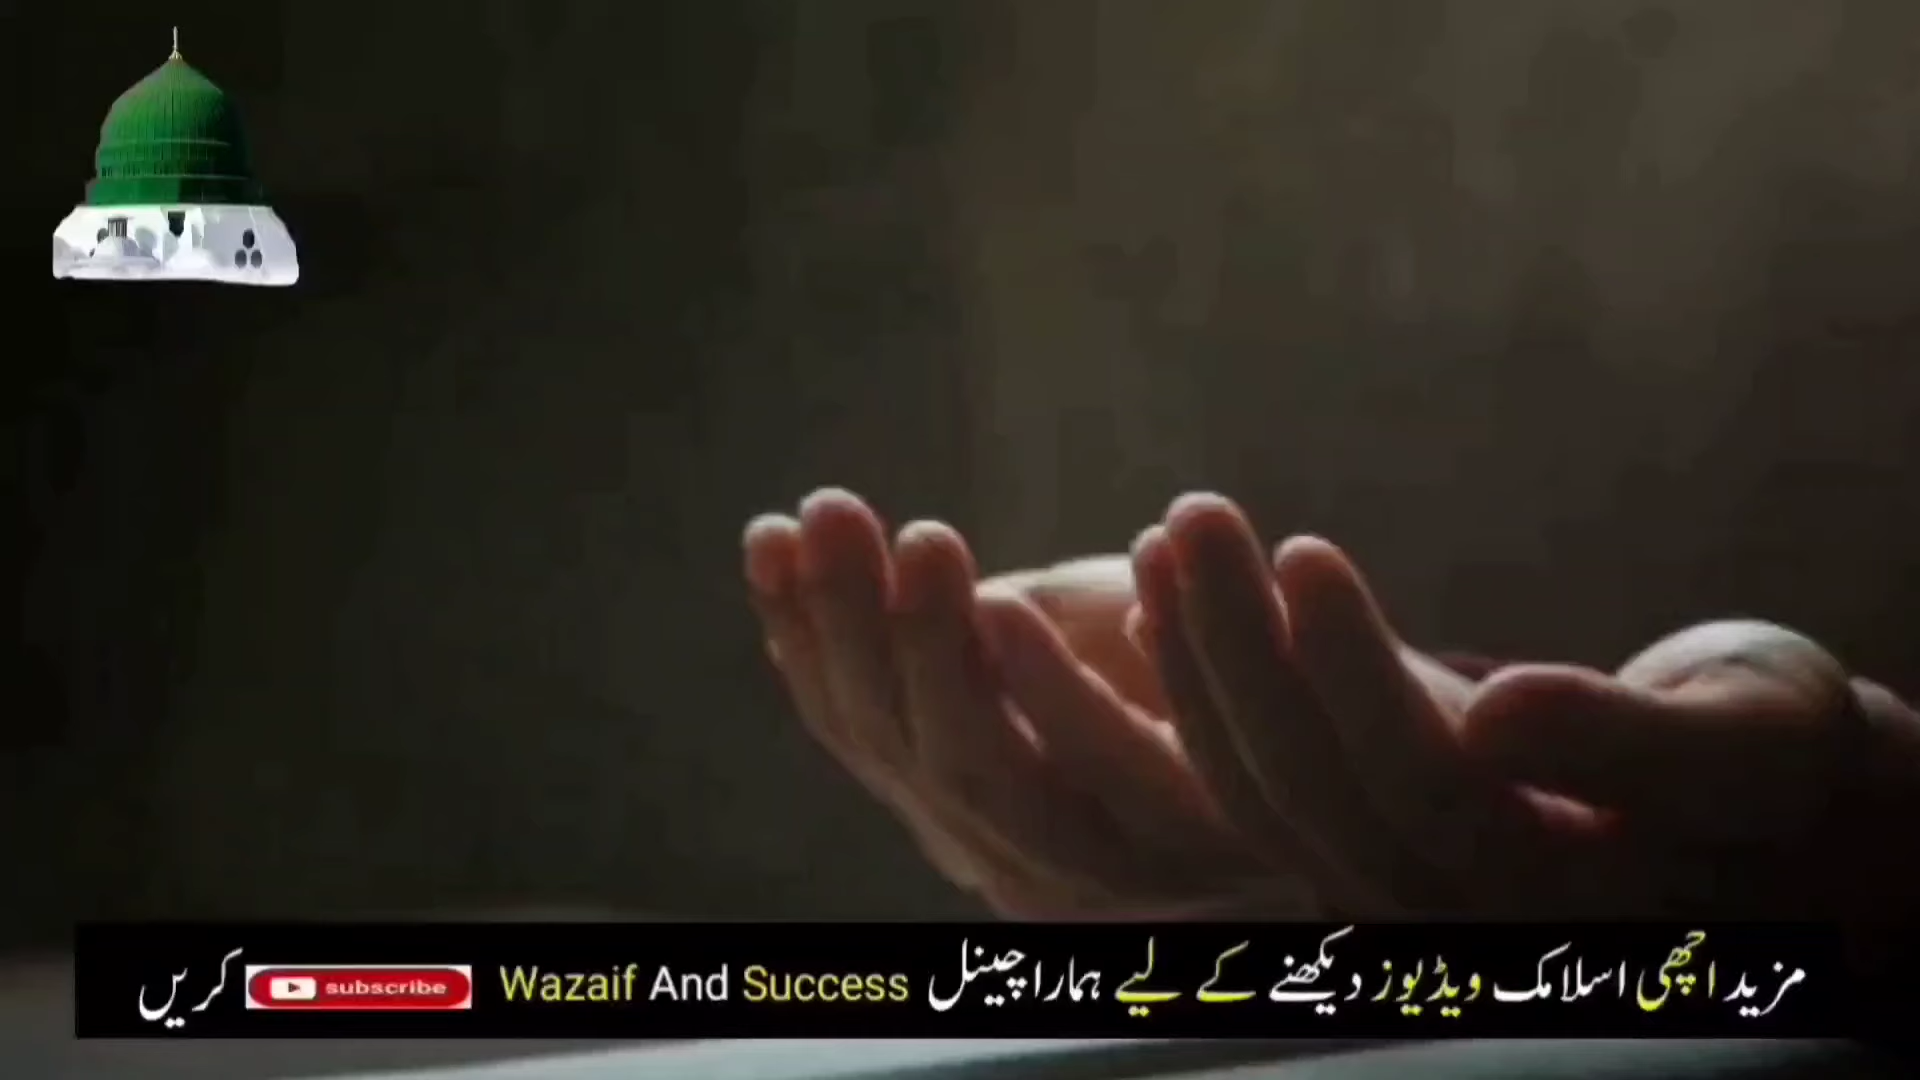 مزید اچھی اسلامک ویڈیوز دیکھنے کے لیے ہمارا چینل Wazaif And Success subscribe کریں